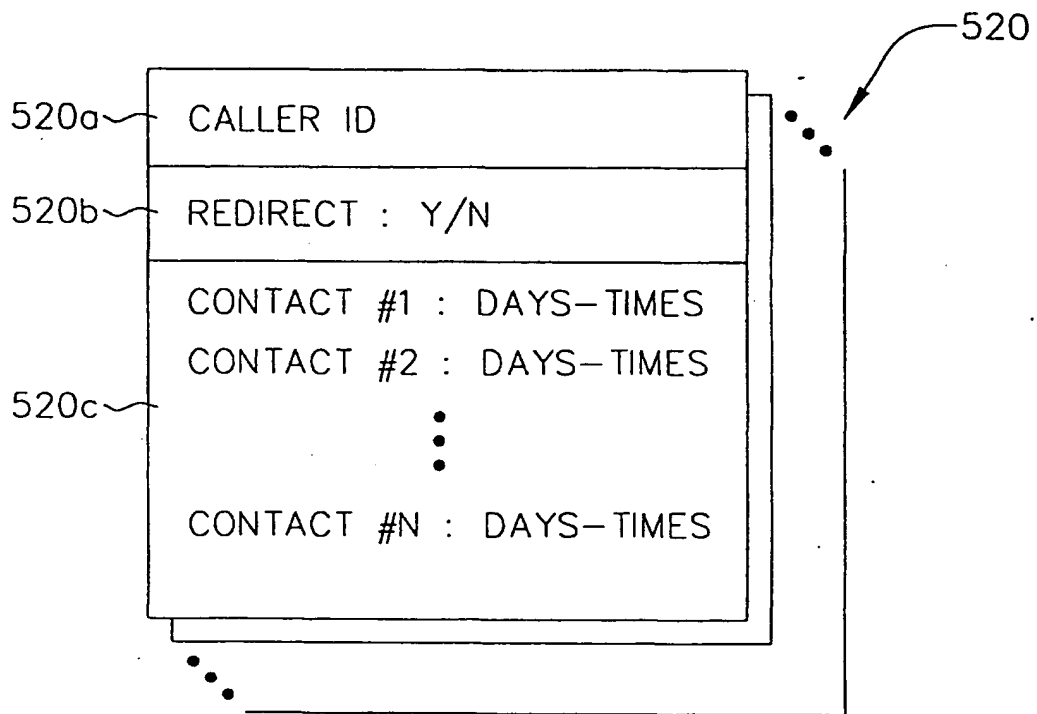 520
520a CALLER ID
520b REDIRECT : Y/N
CONTACT #1 : DAYS-TIMES
CONTACT #2 : DAYS-TIMES
520c
CONTACT #N : DAYS-TIMES